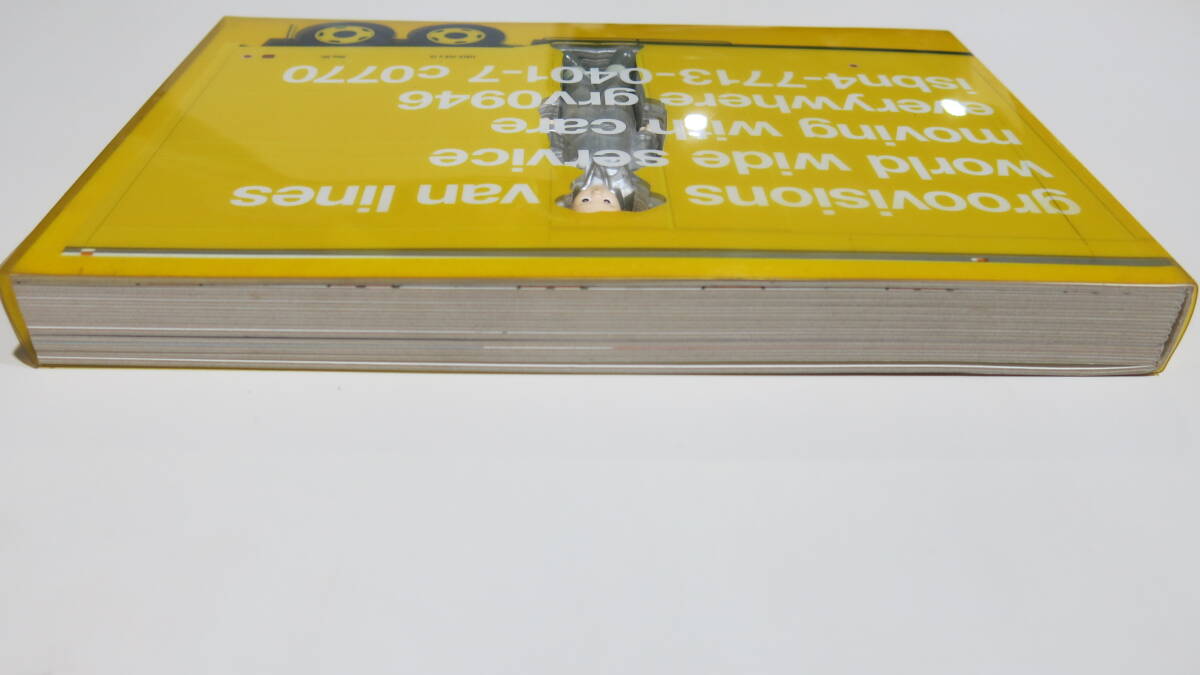 groovisions van lines
world wide service
moving with care
everywhere grv0946
isbn4-7713-0401-7 c0770